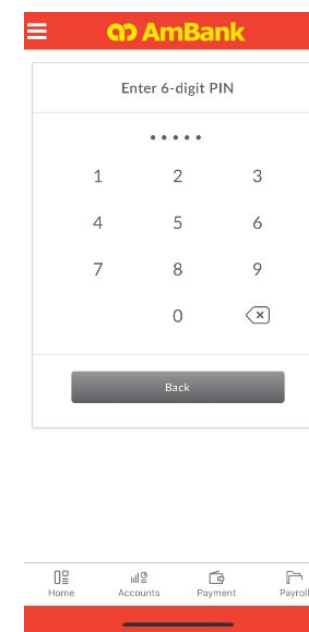 AmBank
Enter 6-digit PIN
•••••
1 2 3
4 5 6
7 8 9
0
Back
Home Accounts Payment Payroll